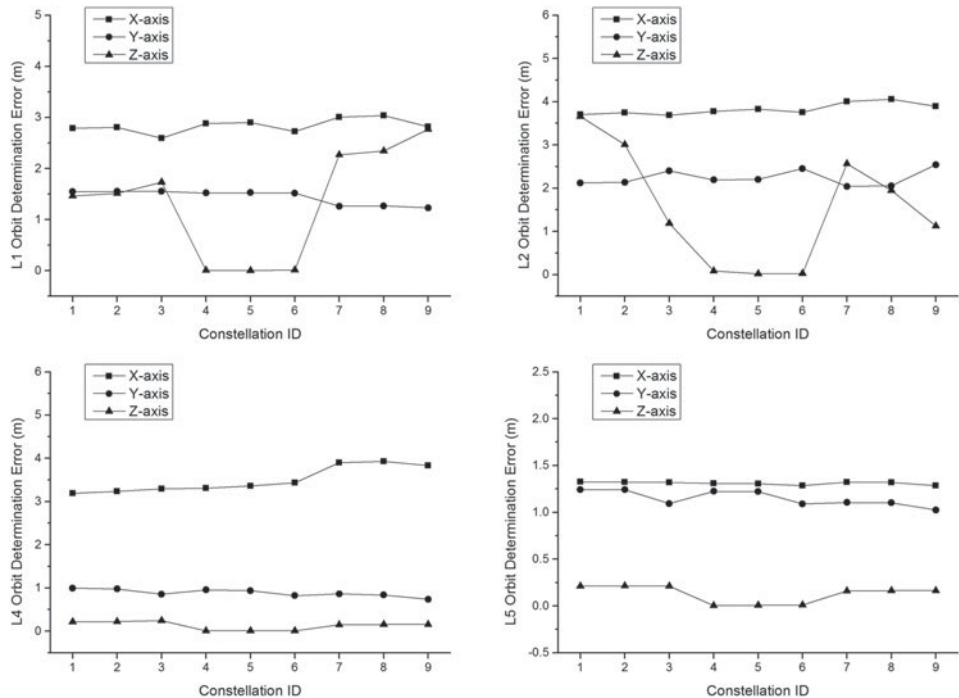 X-axis
Y-axis
Z-axis
L1 Orbit Determination Error (m)
5
4
3
2
1
0
1 2 3 4 5 6 7 8 9
Constellation ID
X-axis
Y-axis
Z-axis
L2 Orbit Determination Error (m)
6
5
4
3
2
1
0
1 2 3 4 5 6 7 8 9
Constellation ID
X-axis
Y-axis
Z-axis
L4 Orbit Determination Error (m)
6
5
4
3
2
1
0
1 2 3 4 5 6 7 8 9
Constellation ID
X-axis
Y-axis
Z-axis
L5 Orbit Determination Error (m)
2.5
2.0
1.5
1.0
0.5
0.0
-0.5
1 2 3 4 5 6 7 8 9
Constellation ID